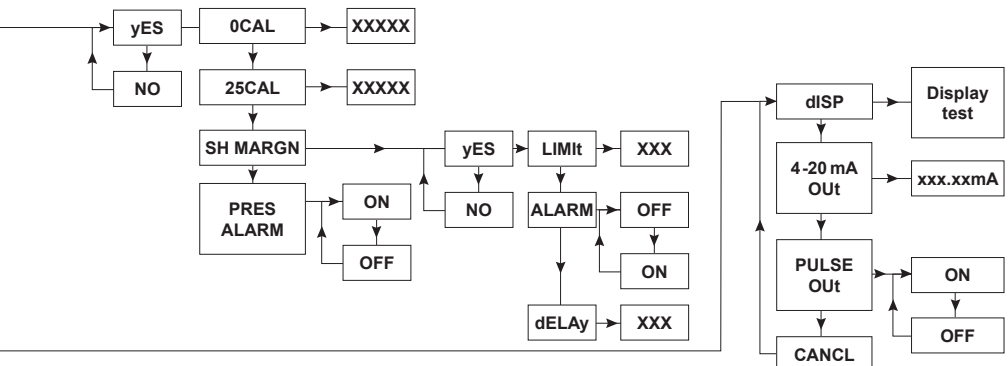 yES
0CAL
XXXXX
NO
25CAL
XXXXX
SH MARGN
yES
LIMIt
XXX
PRES
ALARM
ON
OFF
NO
ALARM
OFF
ON
dELAy
XXX
dISP
Display
test
4-20 mA
OUt
xxx.xxmA
PULSE
OUt
ON
OFF
CANCL